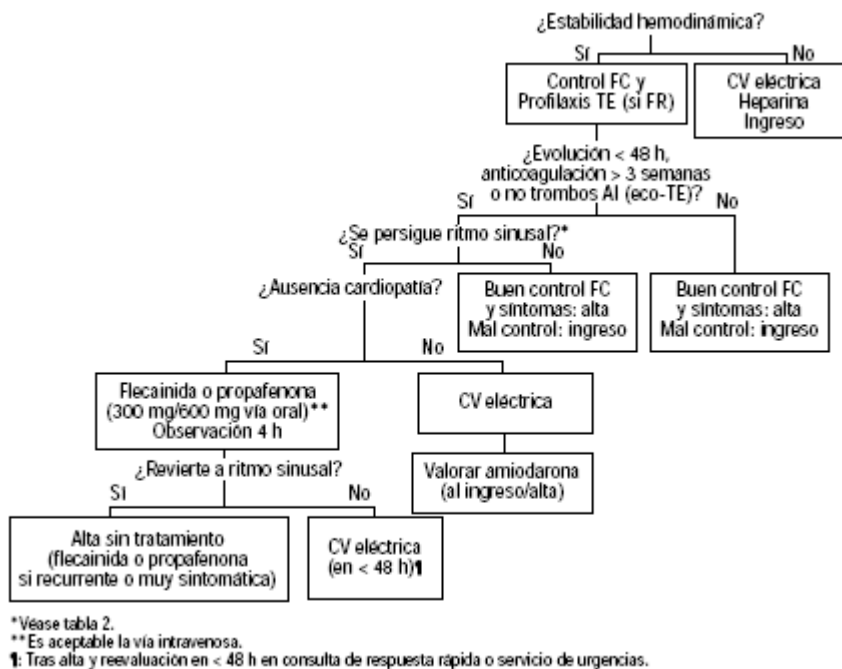 ¿Estabilidad hemodinámica?
Sí
No
Control FC y
Profilaxis TE (si FR)
CV eléctrica
Heparina
Ingreso
¿Evolución < 48 h,
anticoagulación > 3 semanas
o no trombos AI (eco-TE)?
Sí
No
¿Se persigue ritmo sinusal?*
Sí
No
¿Ausencia cardiopatía?
Buen control FC
y síntomas: alta
Mal control: ingreso
Buen control FC
y síntomas: alta
Mal control: ingreso
Sí
No
Flecainida o propafenona
(300 mg/600 mg vía oral)**
Observación 4 h
CV eléctrica
¿Revierte a ritmo sinusal?
Valorar amiodarona
(al ingreso/alta)
Sí
No
Alta sin tratamiento
(flecainida o propafenona
si recurrente o muy sintomática)
CV eléctrica
(en < 48 h)¶
*Véase tabla 2.
**Es aceptable la vía intravenosa.
¶: Tras alta y reevaluación en < 48 h en consulta de respuesta rápida o servicio de urgencias.